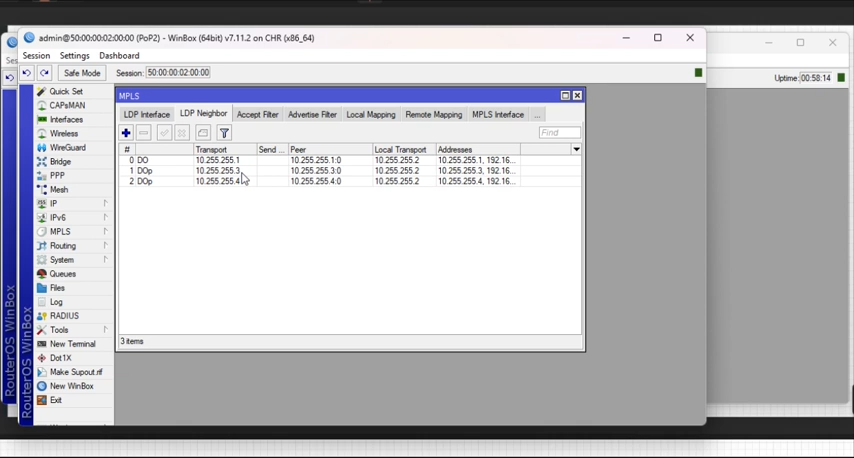 admin@50:00:00:02:00:00 (PoP2) - WinBox (64bit) v7.11.2 on CHR (x86_64)
Session Settings Dashboard
Safe Mode Session: 50:00:00:02:00:00
Uptime: 00:58:14
Quick Set
CAPsMAN
Interfaces
Wireless
WireGuard
Bridge
PPP
Mesh
IP
IPv6
MPLS
Routing
System
Queues
Files
Log
RADIUS
Tools
New Terminal
Dot1X
Make Supout.rif
New WinBox
Exit
RouterOS WinBox
RouterOS WinBox
MPLS
LDP Interface LDP Neighbor Accept Filter Advertise Filter Local Mapping Remote Mapping MPLS Interface ...
Find
# Transport Send ... Peer Local Transport Addresses
0 DO 10.255.255.1 10.255.255.1:0 10.255.255.2 10.255.255.1, 192.16...
1 DOp 10.255.255.3 10.255.255.3:0 10.255.255.2 10.255.255.3, 192.16...
2 DOp 10.255.255.4 10.255.255.4:0 10.255.255.2 10.255.255.4, 192.16...
3 items